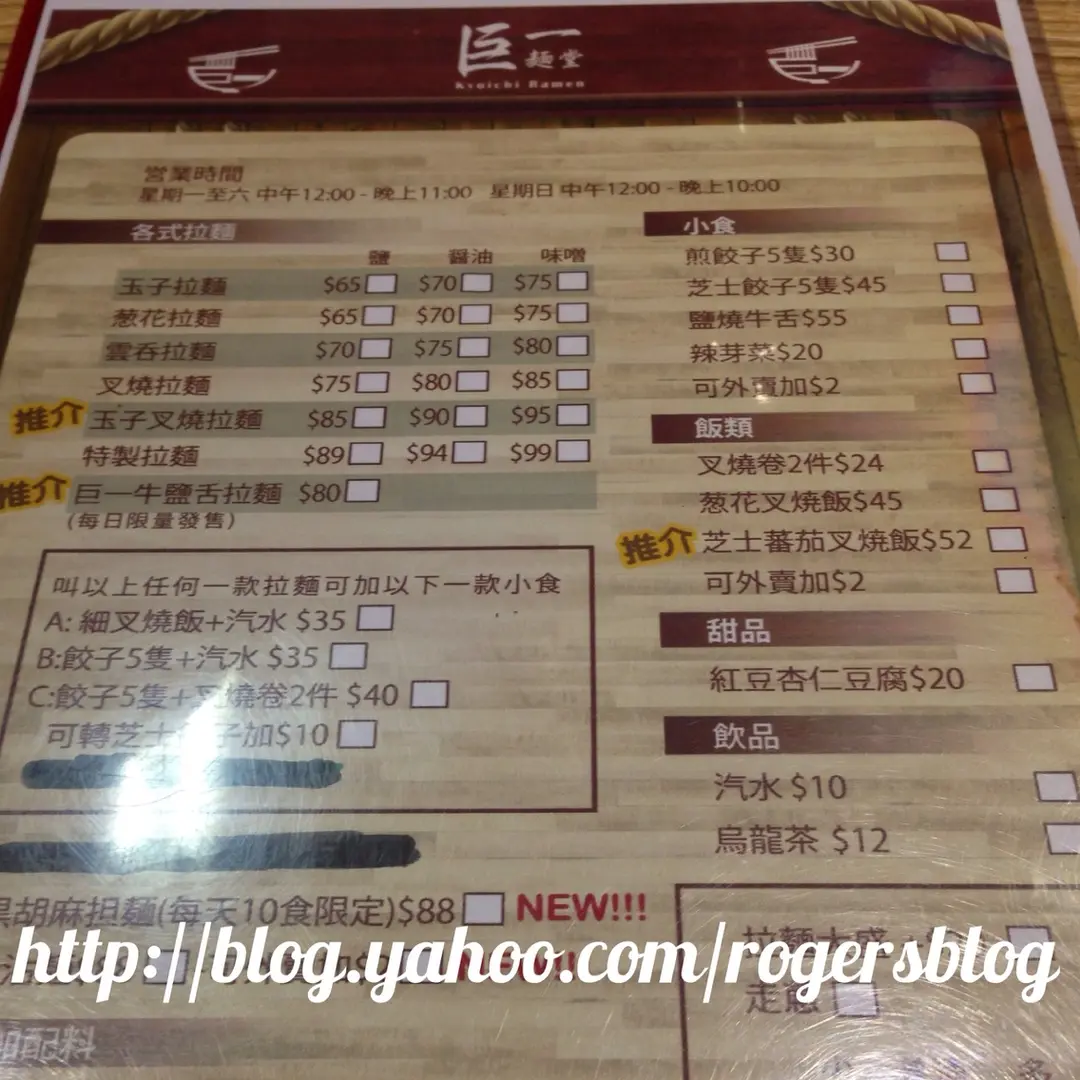 巨一
麵堂
Kyoichi Ramen
營業時間
星期一至六 中午12:00 - 晚上11:00 星期日 中午12:00 - 晚上10:00
各式拉麵
鹽 醤油 味噌
玉子拉麵 $65 $70 $75
葱花拉麵 $65 $70 $75
雲吞拉麵 $70 $75 $80
叉燒拉麵 $75 $80 $85
推介 玉子叉燒拉麵 $85 $90 $95
特製拉麵 $89 $94 $99
推介 巨一牛鹽舌拉麵 $80
(每日限量發售)
叫以上任何一款拉麵可加以下一款小食
A: 細叉燒飯+汽水 $35
B:餃子5隻+汽水 $35
C:餃子5隻+叉燒卷2件 $40
可轉芝士 子加$10
胡麻担麵(每天10食限定)$88 NEW!!!
配料
小食
煎餃子5隻$30
芝士餃子5隻$45
鹽燒牛舌$55
辣芽菜$20
可外賣加$2
飯類
叉燒卷2件$24
葱花叉燒飯$45
推介 芝士蕃茄叉燒飯$52
可外賣加$2
甜品
紅豆杏仁豆腐$20
飲品
汽水 $10
烏龍茶 $12
拉麵大盛
走葱
http://blog.yahoo.com/rogersblog